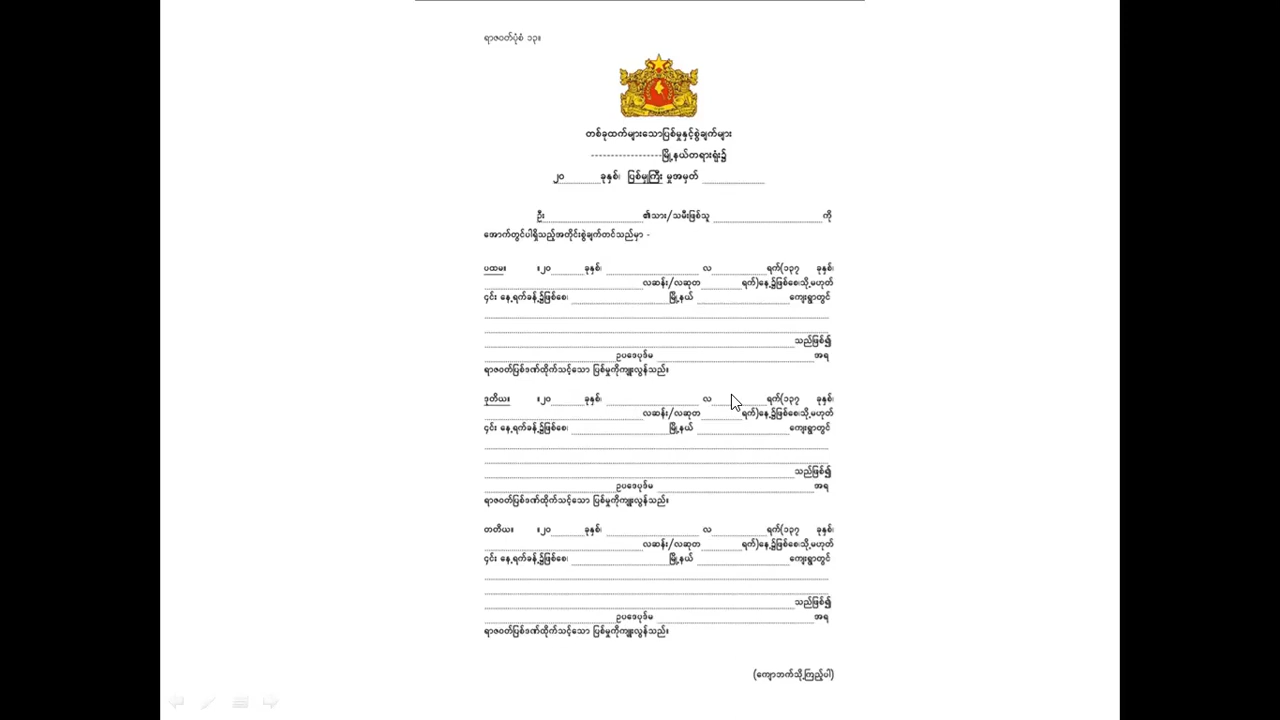 ရာဇဝတ်ပုံစံ ၁၃။
တစ်ခုထက်များသောပြစ်မှုနှင့်စွဲချက်များ
------------------မြို့နယ်တရားရုံး၌
၂၀..........ခုနှစ်၊ ပြစ်မှုကြီး မှုအမှတ် ..................
ဦး..............................၏သား/သမီးဖြစ်သူ ..............................ကို
အောက်တွင်ပါရှိသည့်အတိုင်းစွဲချက်တင်သည်မှာ -
ပထမ။ ။၂၀..........ခုနှစ်၊ ......................... လ...............ရက်(၁၃၇ ခုနှစ်၊
..............................လဆန်း/လဆုတ..........ရက်)နေ့၌ဖြစ်စေ၊သို့မဟုတ်
၄င်း နေ့ရက်ခန့်၌ဖြစ်စေ၊ .........................မြို့နယ် .........................ကျေးရွာတွင်
....................................................................................................
....................................................................................................
..........................................................................................သည်ဖြစ်၍
..............................ဥပဒေပုဒ်မ ........................................အရ
ရာဇဝတ်ပြစ်ဒဏ်ထိုက်သင့်သော ပြစ်မှုကိုကျူးလွန်သည်။
ဒုတိယ။ ။၂၀..........ခုနှစ်၊ ......................... လ...............ရက်(၁၃၇ ခုနှစ်၊
..............................လဆန်း/လဆုတ..........ရက်)နေ့၌ဖြစ်စေ၊သို့မဟုတ်
၄င်း နေ့ရက်ခန့်၌ဖြစ်စေ၊ .........................မြို့နယ် .........................ကျေးရွာတွင်
....................................................................................................
....................................................................................................
..........................................................................................သည်ဖြစ်၍
..............................ဥပဒေပုဒ်မ ........................................အရ
ရာဇဝတ်ပြစ်ဒဏ်ထိုက်သင့်သော ပြစ်မှုကိုကျူးလွန်သည်။
တတိယ။ ။၂၀..........ခုနှစ်၊ ......................... လ...............ရက်(၁၃၇ ခုနှစ်၊
..............................လဆန်း/လဆုတ..........ရက်)နေ့၌ဖြစ်စေ၊သို့မဟုတ်
၄င်း နေ့ရက်ခန့်၌ဖြစ်စေ၊ .........................မြို့နယ် .........................ကျေးရွာတွင်
....................................................................................................
....................................................................................................
..........................................................................................သည်ဖြစ်၍
..............................ဥပဒေပုဒ်မ ........................................အရ
ရာဇဝတ်ပြစ်ဒဏ်ထိုက်သင့်သော ပြစ်မှုကိုကျူးလွန်သည်။
(ကျောဘက်သို့ကြည့်ပါ)